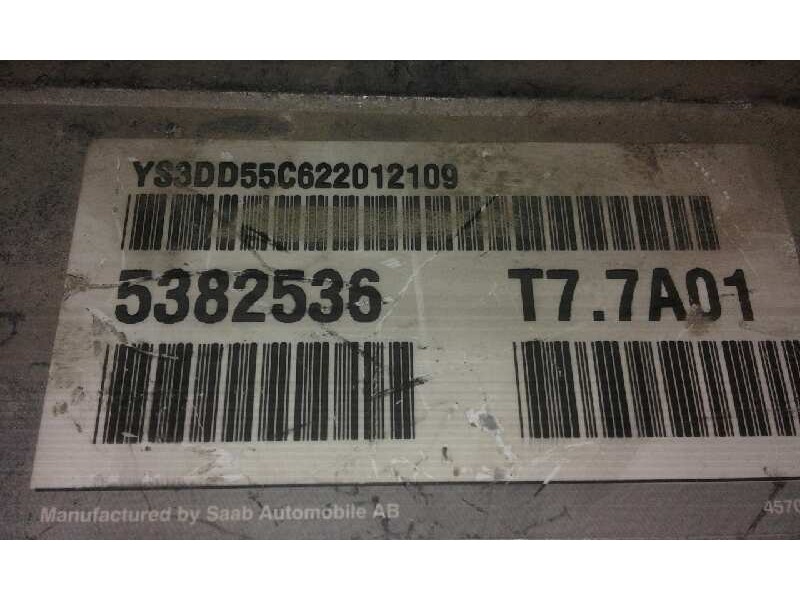 YS3DD55C622012109
5382536 T7.7A01
Manufactured by Saab Automobile AB